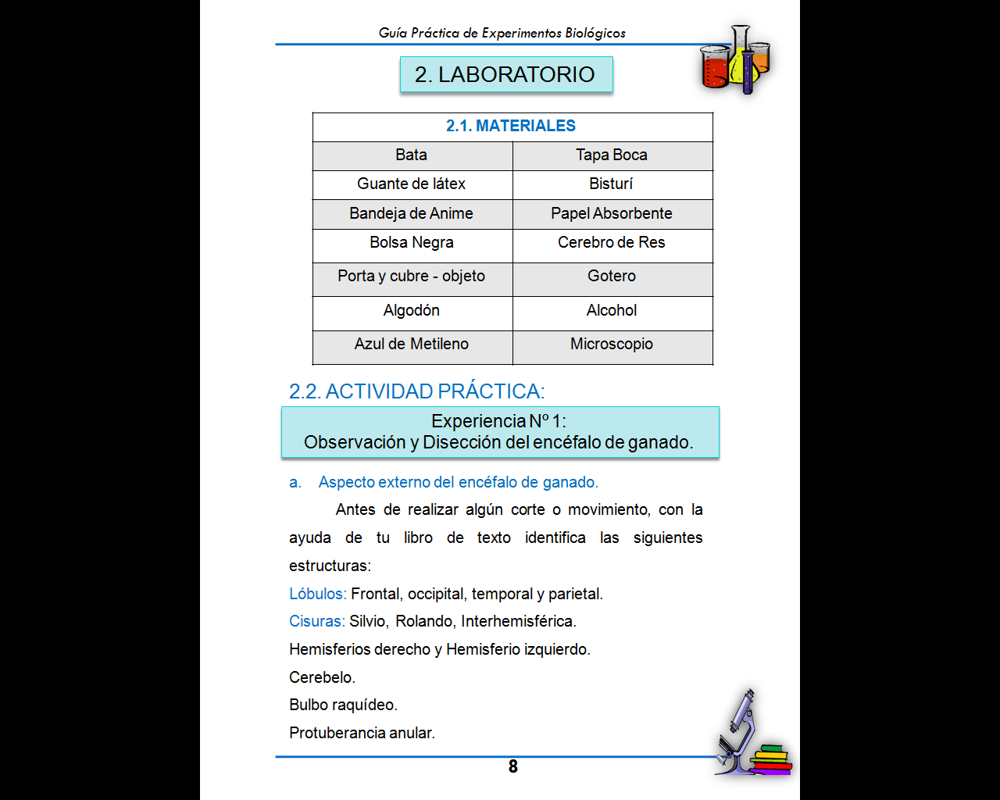 Guía Práctica de Experimentos Biológicos
2. LABORATORIO
2.1. MATERIALES
Bata Tapa Boca
Guante de látex Bisturí
Bandeja de Anime Papel Absorbente
Bolsa Negra Cerebro de Res
Porta y cubre - objeto Gotero
Algodón Alcohol
Azul de Metileno Microscopio
2.2. ACTIVIDAD PRÁCTICA:
Experiencia Nº 1:
Observación y Disección del encéfalo de ganado.
a. Aspecto externo del encéfalo de ganado.
Antes de realizar algún corte o movimiento, con la
ayuda de tu libro de texto identifica las siguientes
estructuras:
Lóbulos: Frontal, occipital, temporal y parietal.
Cisuras: Silvio, Rolando, Interhemisférica.
Hemisferios derecho y Hemisferio izquierdo.
Cerebelo.
Bulbo raquídeo.
Protuberancia anular.
8